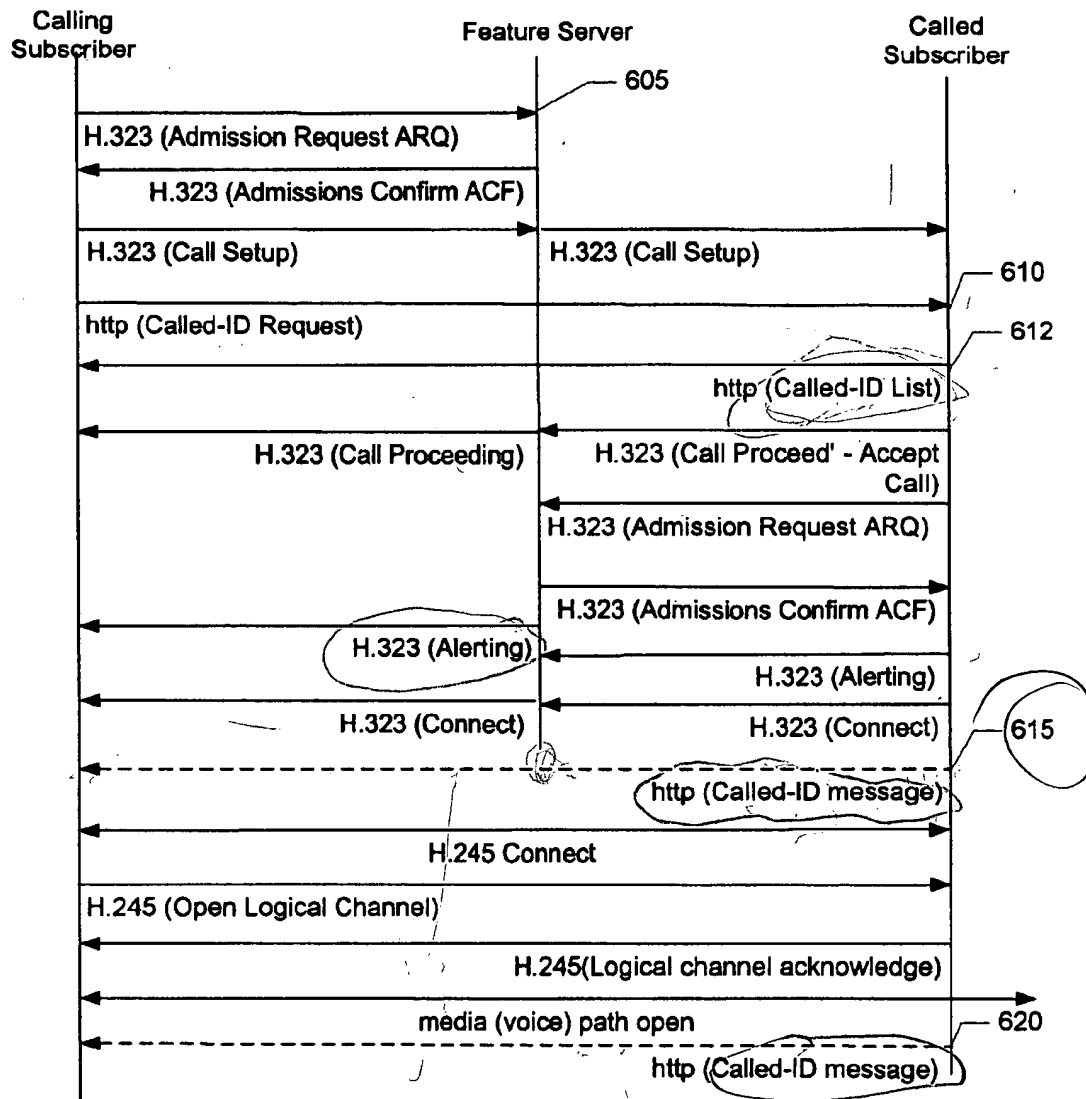 Calling
Subscriber
Feature Server
Called
Subscriber
605
H.323 (Admission Request ARQ)
H.323 (Admissions Confirm ACF)
H.323 (Call Setup)
H.323 (Call Setup)
610
http (Called-ID Request)
612
http (Called-ID List)
H.323 (Call Proceeding)
H.323 (Call Proceed' - Accept
Call)
H.323 (Admission Request ARQ)
H.323 (Admissions Confirm ACF)
H.323 (Alerting)
H.323 (Alerting)
H.323 (Connect)
H.323 (Connect)
615
http (Called-ID message)
H.245 Connect
H.245 (Open Logical Channel)
H.245(Logical channel acknowledge)
media (voice) path open
620
http (Called-ID message)